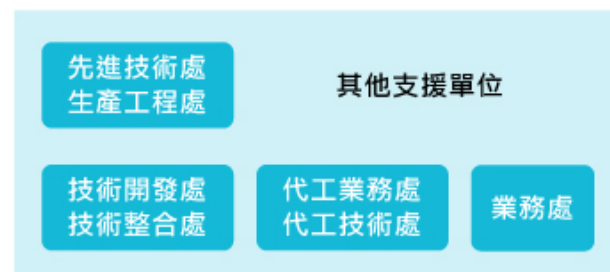 先進技術處
生產工程處
其他支援單位
技術開發處
技術整合處
代工業務處
代工技術處
業務處